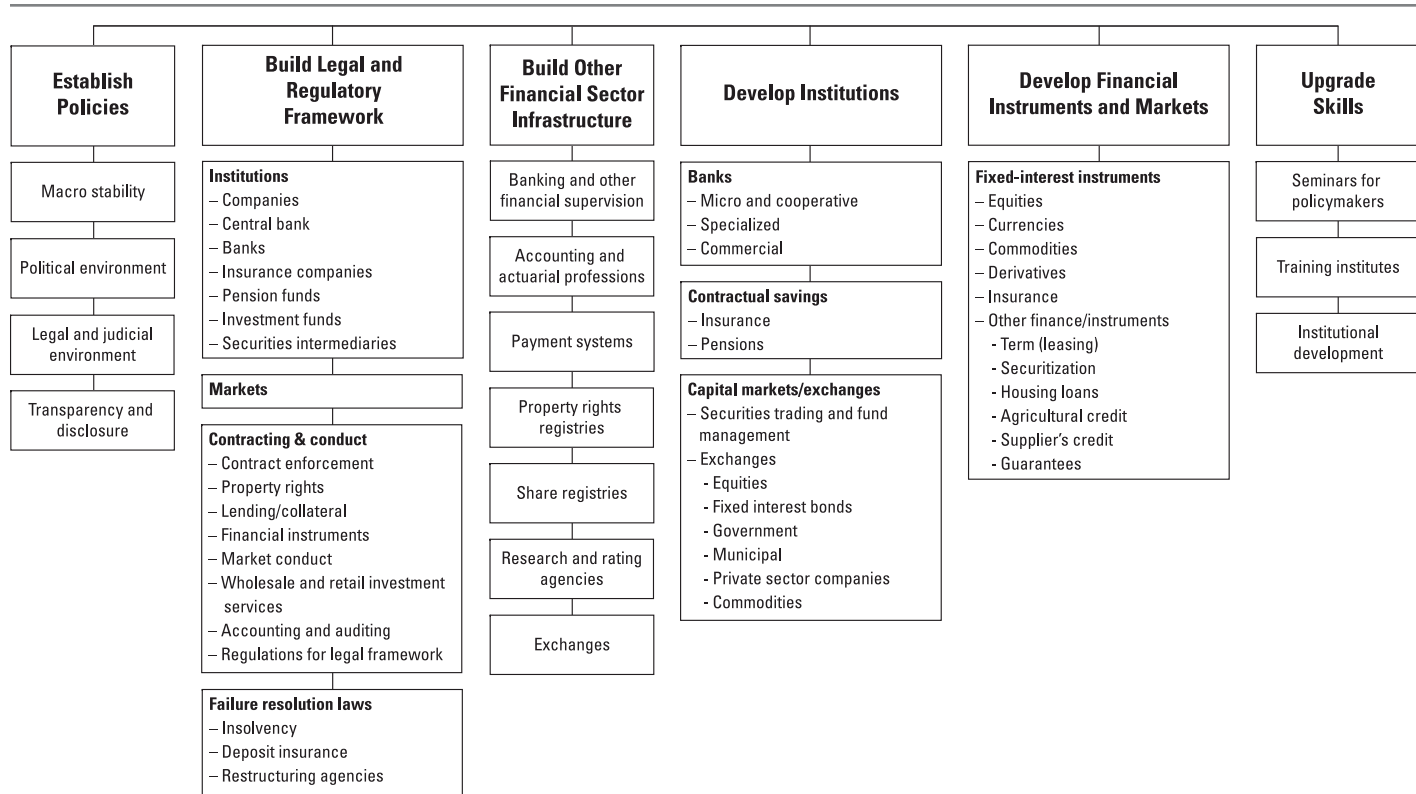 Establish
Policies
Macro stability
Political environment
Legal and judicial
environment
Transparency and
disclosure
Build Legal and
Regulatory
Framework
Institutions
– Companies
– Central bank
– Banks
– Insurance companies
– Pension funds
– Investment funds
– Securities intermediaries
Markets
Contracting & conduct
– Contract enforcement
– Property rights
– Lending/collateral
– Financial instruments
– Market conduct
– Wholesale and retail investment
services
– Accounting and auditing
– Regulations for legal framework
Failure resolution laws
– Insolvency
– Deposit insurance
– Restructuring agencies
Build Other
Financial Sector
Infrastructure
Banking and other
financial supervision
Accounting and
actuarial professions
Payment systems
Property rights
registries
Share registries
Research and rating
agencies
Exchanges
Develop Institutions
Banks
– Micro and cooperative
– Specialized
– Commercial
Contractual savings
– Insurance
– Pensions
Capital markets/exchanges
– Securities trading and fund
management
– Exchanges
- Equities
- Fixed interest bonds
- Government
- Municipal
- Private sector companies
- Commodities
Develop Financial
Instruments and Markets
Fixed-interest instruments
– Equities
– Currencies
– Commodities
– Derivatives
– Insurance
– Other finance/instruments
- Term (leasing)
- Securitization
- Housing loans
- Agricultural credit
- Supplier’s credit
- Guarantees
Upgrade
Skills
Seminars for
policymakers
Training institutes
Institutional
development